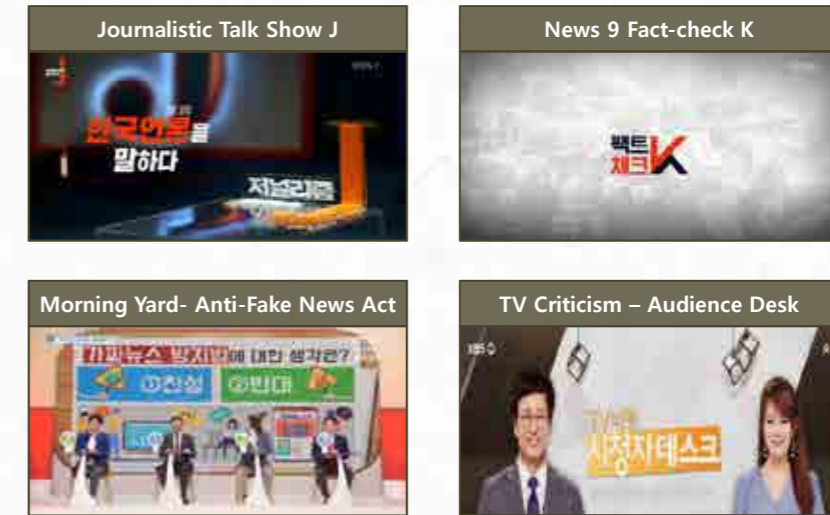 Journalistic Talk Show J
News 9 Fact-check K
한국언론을
말하다
저널리즘
팩트
체크K
Morning Yard- Anti-Fake News Act
TV Criticism – Audience Desk
가짜뉴스 방지법에 대한 생각은?
①찬성 ②반대
KBS
TV비평
시청자데스크